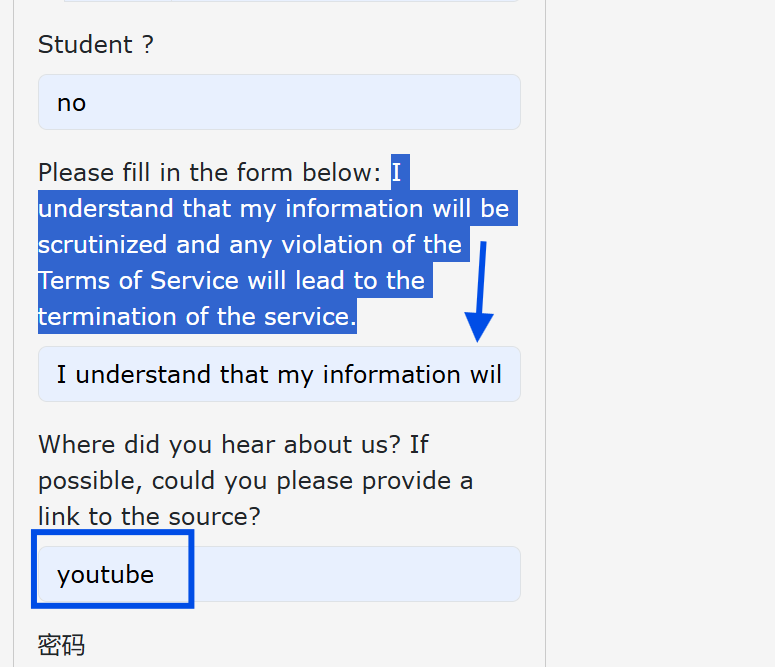 Student ?
no
Please fill in the form below: I
understand that my information will be
scrutinized and any violation of the
Terms of Service will lead to the
termination of the service.
I understand that my information wil
Where did you hear about us? If
possible, could you please provide a
link to the source?
youtube
密码